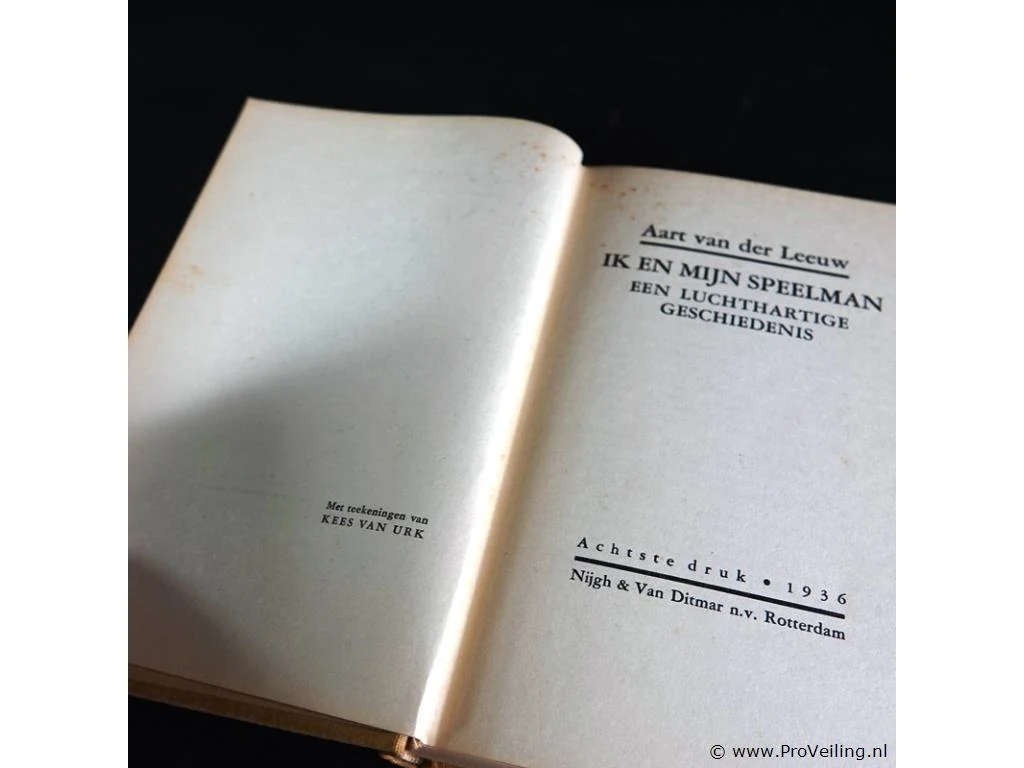 Met teekeningen van
KEES VAN URK
Aart van der Leeuw
IK EN MIJN SPEELMAN
EEN LUCHTHARTIGE
GESCHIEDENIS
Achtste druk • 1936
Nijgh & Van Ditmar n.v. Rotterdam
© www.ProVeiling.nl